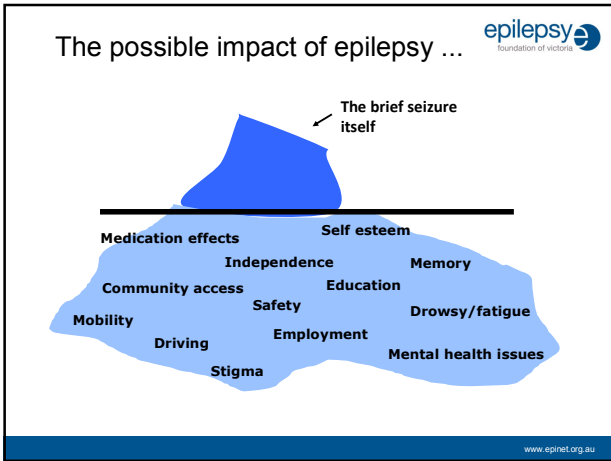 The possible impact of epilepsy ...
epilepsy
foundation of victoria
The brief seizure
itself
Medication effects
Self esteem
Independence
Memory
Community access
Education
Safety
Drowsy/fatigue
Mobility
Employment
Driving
Mental health issues
Stigma
www.epinet.org.au